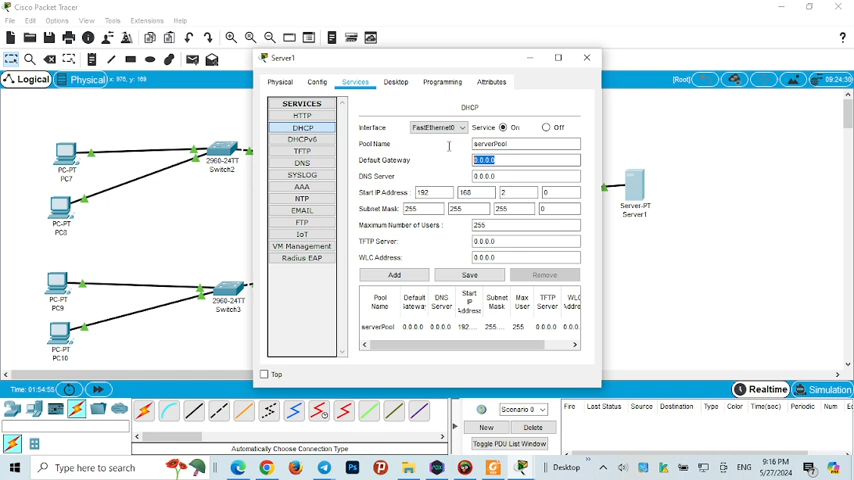 Cisco Packet Tracer
File Edit Options View Tools Extensions Help
Logical Physical x: 976, y: 169 [Root] 09:24:30
Server1
Physical Config Services Desktop Programming Attributes
SERVICES
HTTP
DHCP
DHCPv6
TFTP
DNS
SYSLOG
AAA
NTP
EMAIL
FTP
IoT
VM Management
Radius EAP
DHCP
Interface FastEthernet0 Service On Off
Pool Name serverPool
Default Gateway 0.0.0.0
DNS Server 0.0.0.0
Start IP Address : 192 168 2 0
Subnet Mask: 255 255 255 0
Maximum Number of Users : 255
TFTP Server: 0.0.0.0
WLC Address: 0.0.0.0
Add Save Remove
Pool Name Default Gateway DNS Server Start IP Address Subnet Mask Max User TFTP Server WLC Addre
serverPool 0.0.0.0 0.0.0.0 192.... 255.... 255 0.0.0.0 0.0.0.
Top
PC-PT
PC7
2960-24TT
Switch2
PC-PT
PC8
PC-PT
PC9
2960-24TT
Switch3
PC-PT
PC10
Server-PT
Server1
Time: 01:54:55 Realtime Simulation
Automatically Choose Connection Type
Scenario 0
New Delete
Toggle PDU List Window
Fire Last Status Source Destination Type Color Time(sec) Periodic Num Ec
Type here to search
Desktop ENG
9:16 PM
5/27/2024